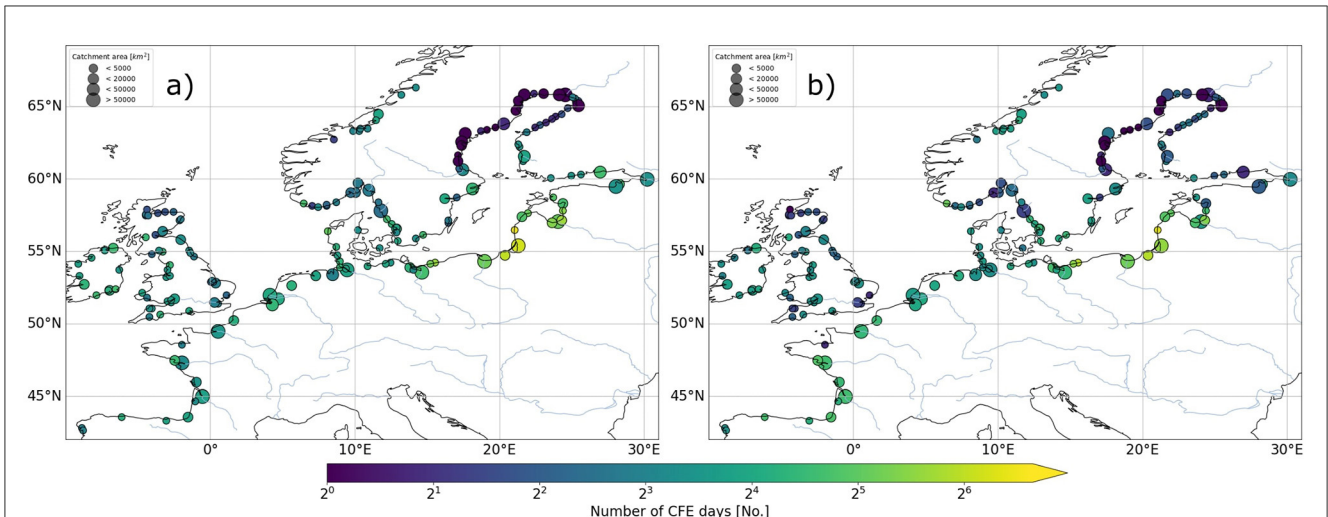 Catchment area [km²]
< 5000
< 20000
< 50000
> 50000
a)
65°N
60°N
55°N
50°N
45°N
0°
10°E
20°E
30°E
Catchment area [km²]
< 5000
< 20000
< 50000
> 50000
b)
65°N
60°N
55°N
50°N
45°N
0°
10°E
20°E
30°E
2⁰ 2¹ 2² 2³ 2⁴ 2⁵ 2⁶
Number of CFE days [No.]